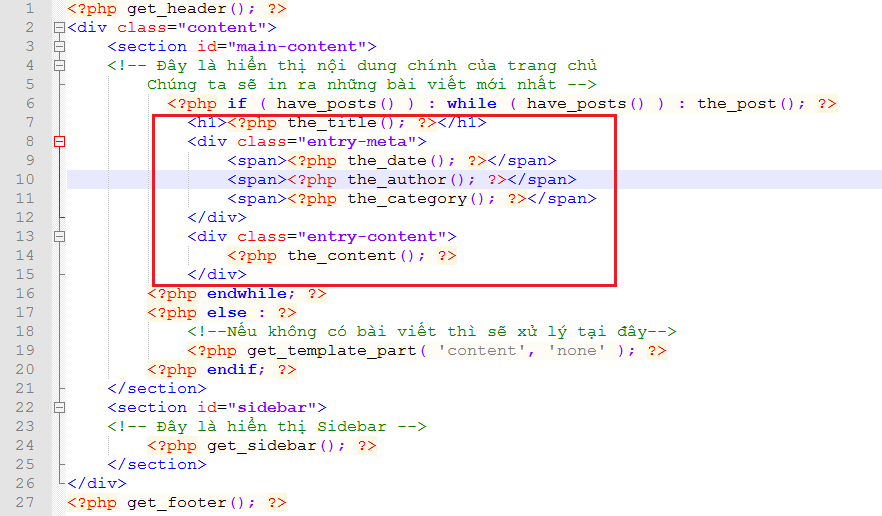 1 <?php get_header(); ?>
2 <div class="content">
3 <section id="main-content">
4 <!-- Đây là hiển thị nội dung chính của trang chủ
5 Chúng ta sẽ in ra những bài viết mới nhất -->
6 <?php if ( have_posts() ) : while ( have_posts() ) : the_post(); ?>
7 <h1><?php the_title(); ?></h1>
8 <div class="entry-meta">
9 <span><?php the_date(); ?></span>
10 <span><?php the_author(); ?></span>
11 <span><?php the_category(); ?></span>
12 </div>
13 <div class="entry-content">
14 <?php the_content(); ?>
15 </div>
16 <?php endwhile; ?>
17 <?php else : ?>
18 <!--Nếu không có bài viết thì sẽ xử lý tại đây-->
19 <?php get_template_part( 'content', 'none' ); ?>
20 <?php endif; ?>
21 </section>
22 <section id="sidebar">
23 <!-- Đây là hiển thị Sidebar -->
24 <?php get_sidebar(); ?>
25 </section>
26 </div>
27 <?php get_footer(); ?>